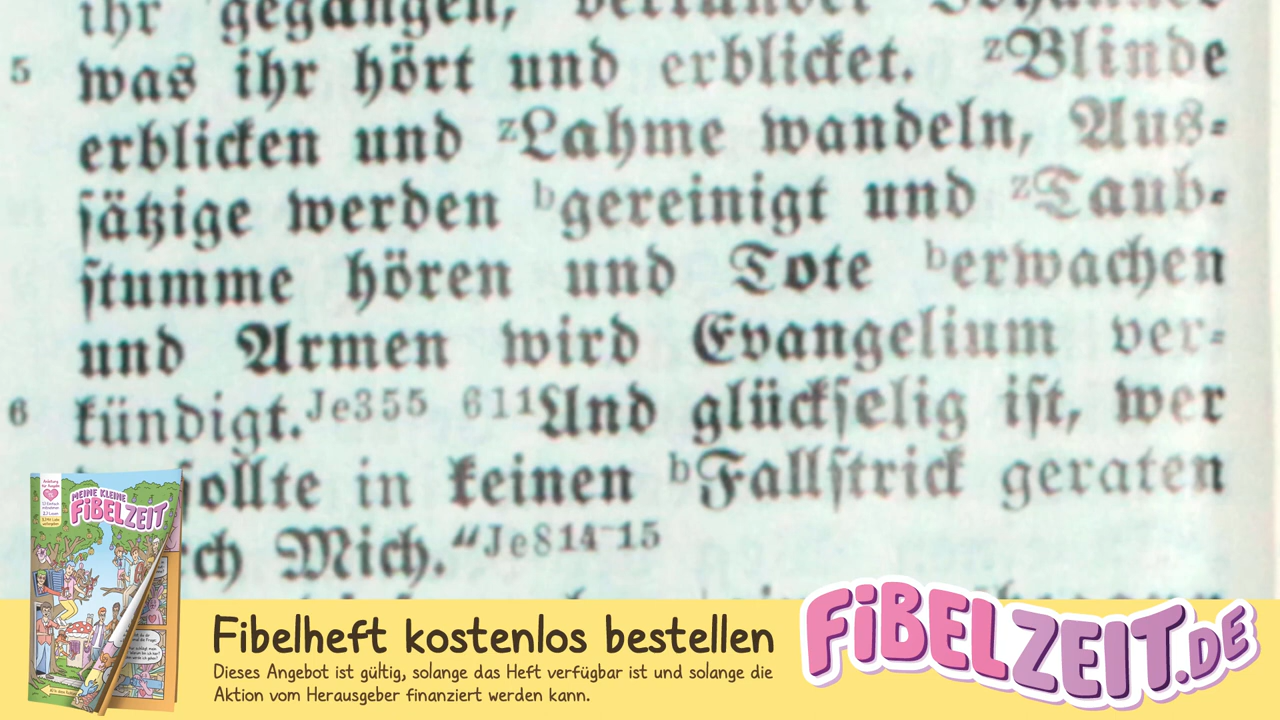 ihr gegangen, verkündet Johannes
5 was ihr hört und erblicket. zBlinde
erblicken und zLahme wandeln, Aus-
sätzige werden bgereinigt und zTaub-
stumme hören und Tote berwachen
und Armen wird Evangelium ver-
6 kündigt.Je355 611Und glückselig ist, wer
sollte in keinen bFallstrick geraten
Mich.“Je814-15
MEINE KLEINE
FIBELZEIT
Fibelheft kostenlos bestellen
Dieses Angebot ist gültig, solange das Heft verfügbar ist und solange die
Aktion vom Herausgeber finanziert werden kann.
FIBELZEIT.DE